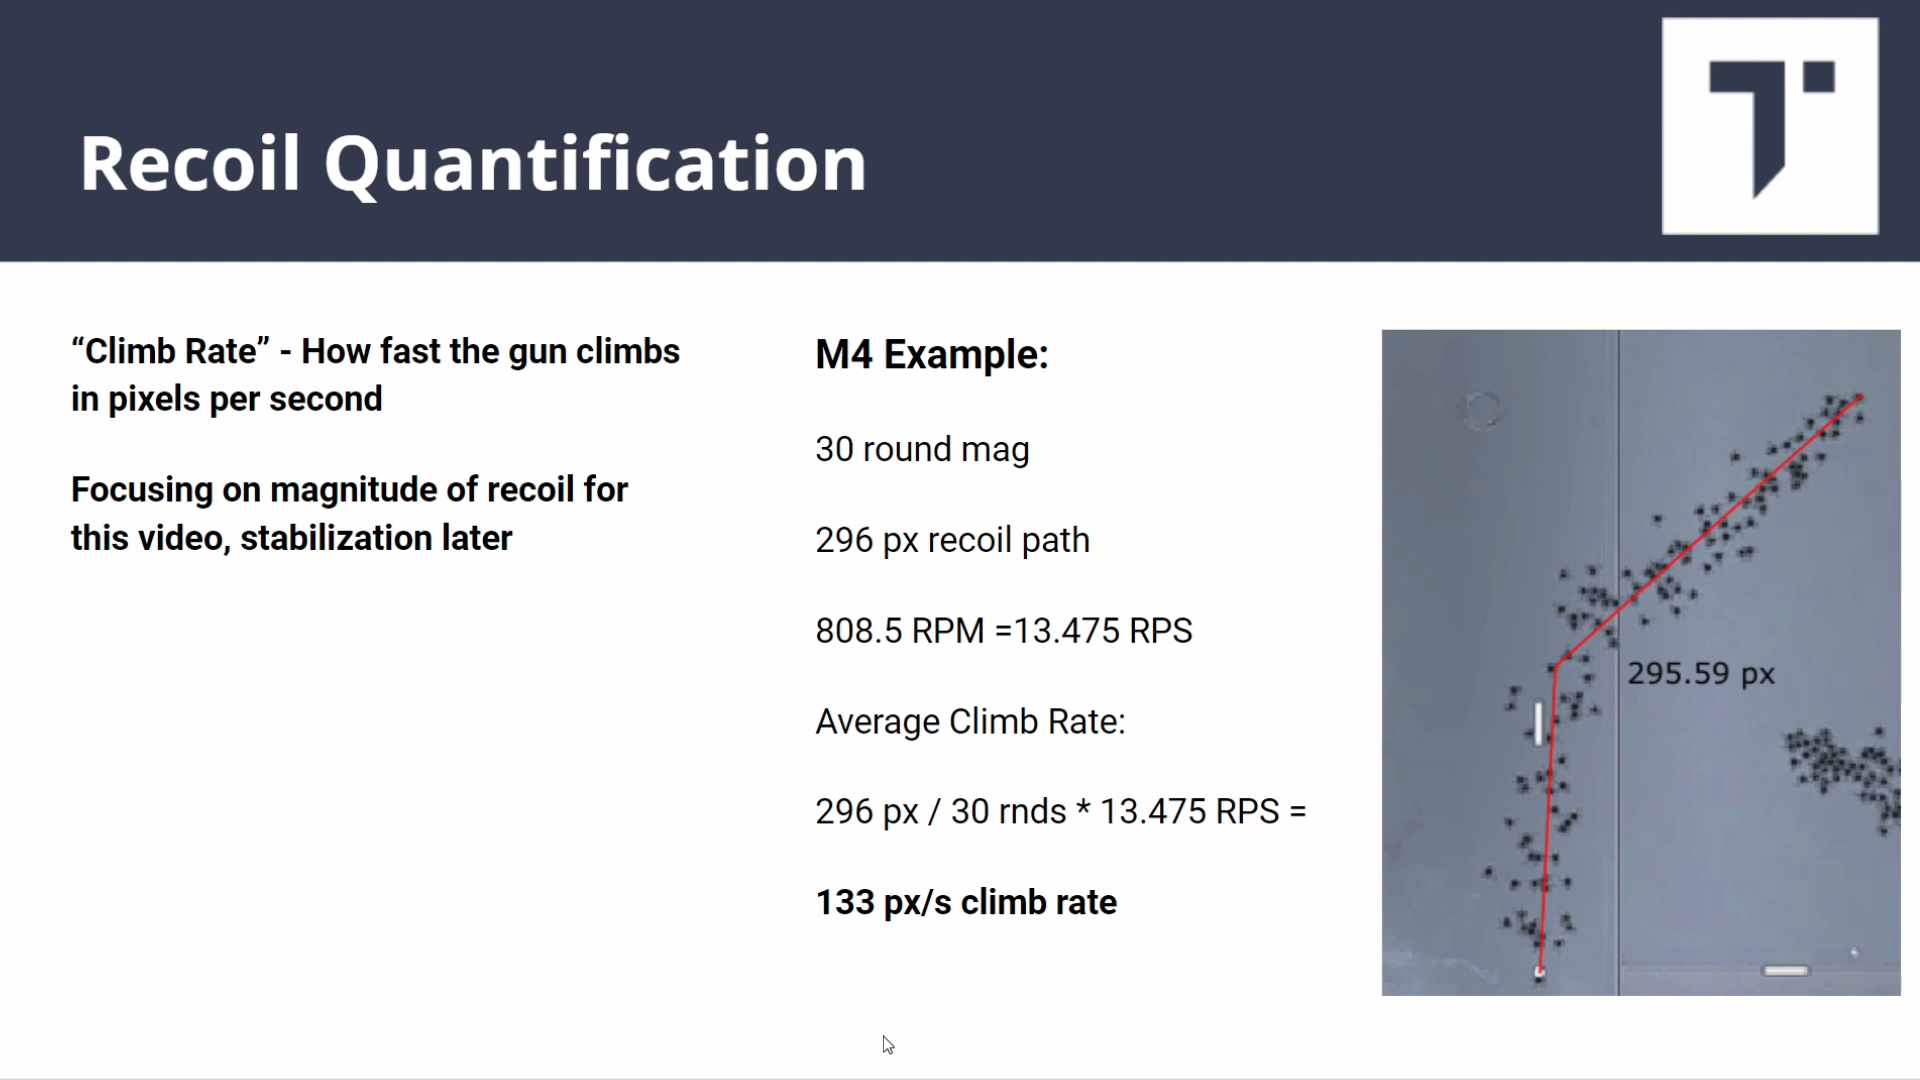 Recoil Quantification
“Climb Rate” - How fast the gun climbs
in pixels per second
Focusing on magnitude of recoil for
this video, stabilization later
M4 Example:
30 round mag
296 px recoil path
808.5 RPM =13.475 RPS
Average Climb Rate:
296 px / 30 rnds * 13.475 RPS =
133 px/s climb rate
295.59 px